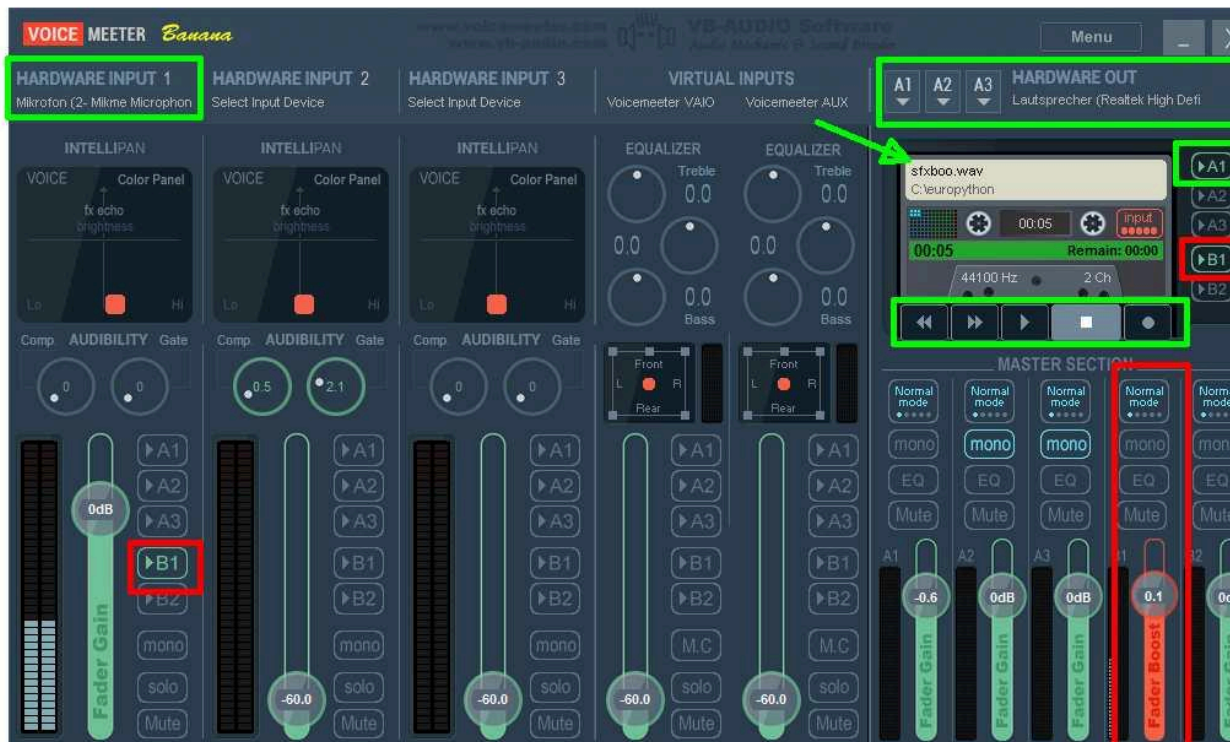 VOICE MEETER Banana
VB-AUDIO Software
Menu
HARDWARE INPUT 1
Mikrofon (2- Mikme Microphon
HARDWARE INPUT 2
Select Input Device
HARDWARE INPUT 3
Select Input Device
VIRTUAL INPUTS
Voicemeeter VAIO
Voicemeeter AUX
A1
A2
A3
HARDWARE OUT
Lautsprecher (Realtek High Defi
INTELLIPAN
VOICE
Color Panel
fx echo
brightness
Lo
Hi
INTELLIPAN
VOICE
Color Panel
fx echo
brightness
Lo
Hi
INTELLIPAN
VOICE
Color Panel
fx echo
brightness
Lo
Hi
EQUALIZER
Treble
0.0
0.0
0.0
Bass
EQUALIZER
Treble
0.0
0.0
0.0
Bass
sfxboo.wav
C:\europython
00:05
input
00:05
Remain: 00:00
44100 Hz
2 Ch
A1
A2
A3
B1
B2
Comp AUDIBILITY Gate
0
0
Comp AUDIBILITY Gate
0.5
2.1
Comp AUDIBILITY Gate
0
0
Front
L
R
Rear
Front
L
R
Rear
MASTER SECTION
0dB
Fader Gain
A1
A2
A3
B1
B2
mono
solo
Mute
-60.0
A1
A2
A3
B1
B2
mono
solo
Mute
-60.0
A1
A2
A3
B1
B2
mono
solo
Mute
-60.0
A1
A2
A3
B1
B2
M.C
solo
Mute
-60.0
A1
A2
A3
B1
B2
M.C
solo
Mute
Normal mode
mono
EQ
Mute
A1
-0.6
Fader Gain
Normal mode
mono
EQ
Mute
A2
0dB
Fader Gain
Normal mode
mono
EQ
Mute
A3
0dB
Fader Gain
Normal mode
mono
EQ
Mute
B1
0.1
Fader Boost
Norm
mode
mon
EQ
Mute
B2
0d